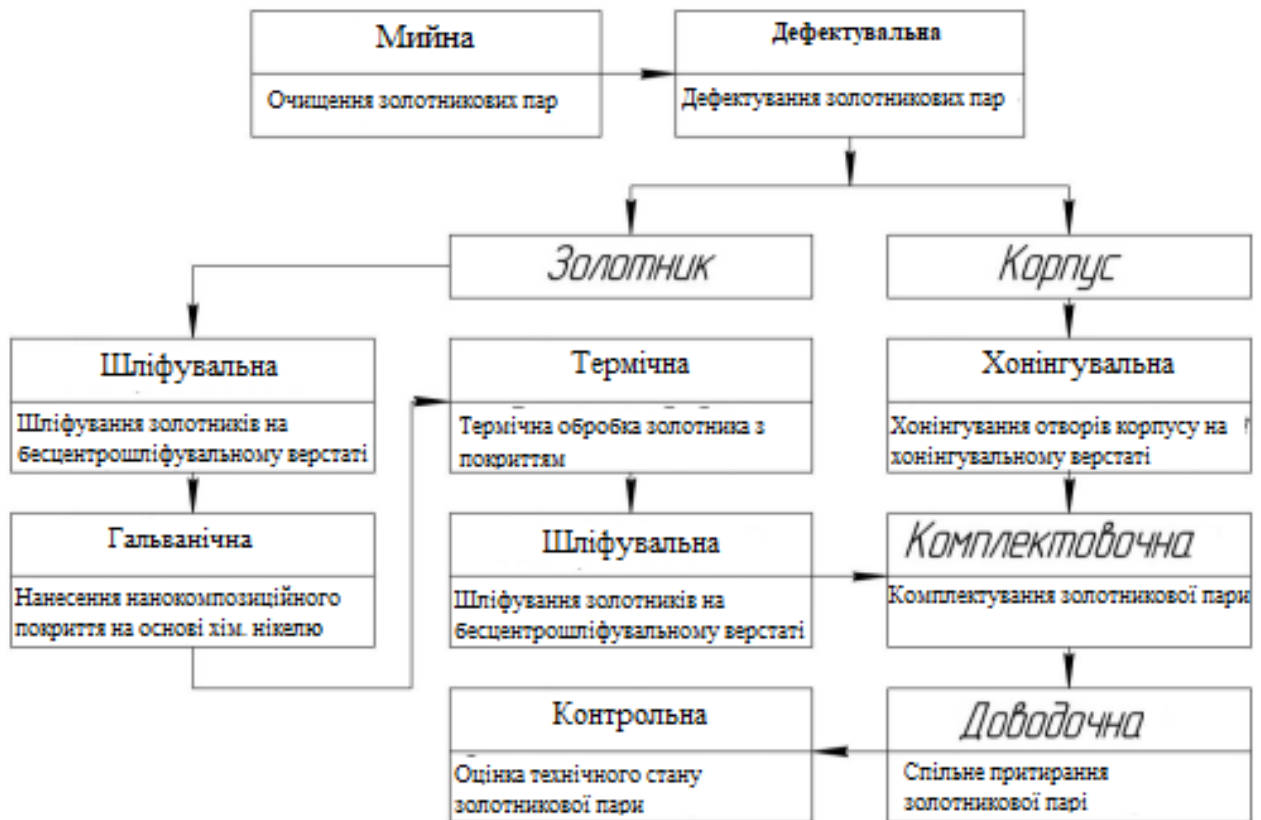 Мийна
Очищення золотникових пар
Дефектувальна
Дефектування золотникових пар
Золотник
Корпус
Шліфувальна
Шліфування золотників на
бесцентрошліфувальному верстаті
Термічна
Термічна обробка золотника з
покриттям
Хонінгувальна
Хонінгування отворів корпусу на
хонінгувальному верстаті
Гальванічна
Нанесення нанокомпозиційного
покриття на основі хім. нікелю
Шліфувальна
Шліфування золотників на
бесцентрошліфувальному верстаті
Комплектовочна
Комплектування золотникової пари
Контрольна
Оцінка технічного стану
золотникової пари
Доводочна
Спільне притирання
золотникової парі